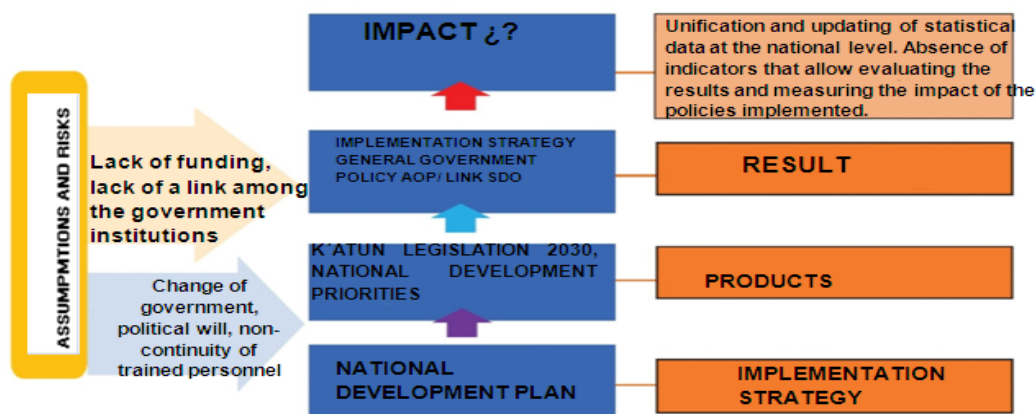 ASSUMPMTIONS AND RISKS
Lack of funding,
lack of a link among
the government
institutions
Change of
government,
political will, non-
continuity of
trained personnel
IMPACT ¿?
IMPLEMENTATION STRATEGY
GENERAL GOVERNMENT
POLICY AOP/ LINK SDO
K´ATUN LEGISLATION 2030,
NATIONAL DEVELOPMENT
PRIORITIES
NATIONAL
DEVELOPMENT PLAN
Unification and updating of statistical
data at the national level. Absence of
indicators that allow evaluating the
results and measuring the impact of the
policies implemented.
RESULT
PRODUCTS
IMPLEMENTATION
STRATEGY